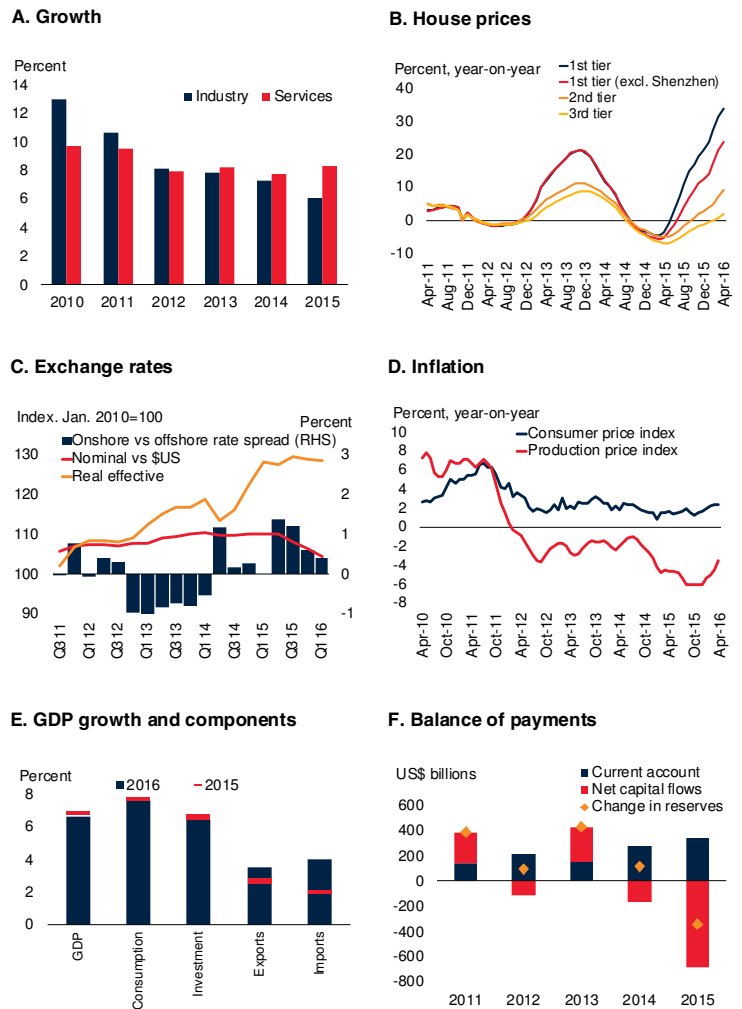 A. Growth
Percent
Industry Services
14
12
10
8
6
4
2
0
2010 2011 2012 2013 2014 2015
B. House prices
Percent, year-on-year
1st tier
1st tier (excl. Shenzhen)
2nd tier
3rd tier
40
30
20
10
0
-10
Apr-11 Aug-11 Dec-11 Apr-12 Aug-12 Dec-12 Apr-13 Aug-13 Dec-13 Apr-14 Aug-14 Dec-14 Apr-15 Aug-15 Dec-15 Apr-16
C. Exchange rates
Index. Jan. 2010=100
Percent
Onshore vs offshore rate spread (RHS)
Nominal vs $US
Real effective
130
120
110
100
90
3
2
1
0
-1
Q3 11 Q1 12 Q3 12 Q1 13 Q3 13 Q1 14 Q3 14 Q1 15 Q3 15 Q1 16
D. Inflation
Percent, year-on-year
Consumer price index
Production price index
10
8
6
4
2
0
-2
-4
-6
-8
Apr-10 Oct-10 Apr-11 Oct-11 Apr-12 Oct-12 Apr-13 Oct-13 Apr-14 Oct-14 Apr-15 Oct-15 Apr-16
E. GDP growth and components
Percent
2016 2015
8
6
4
2
0
GDP Consumption Investment Exports Imports
F. Balance of payments
US$ billions
Current account
Net capital flows
Change in reserves
600
400
200
0
-200
-400
-600
-800
2011 2012 2013 2014 2015